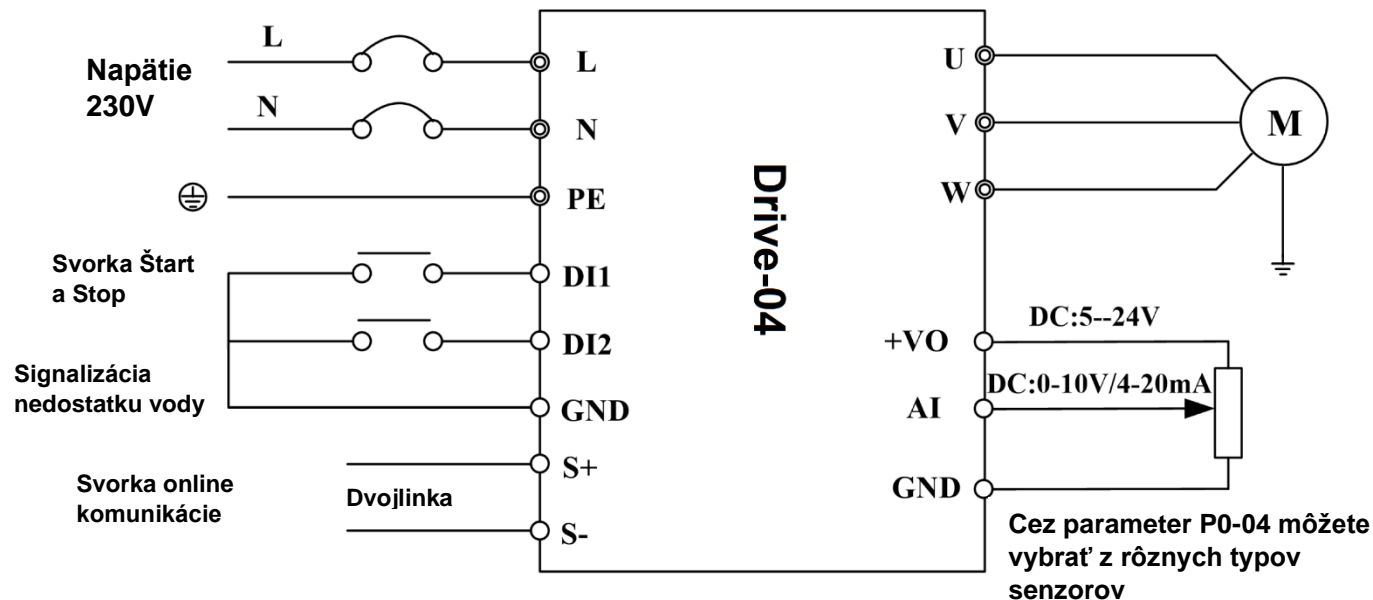 Napätie
230V
L
N
L
N
PE
Svorka Štart
a Stop
DI1
DI2
Signalizácia
nedostatku vody
GND
Svorka online
komunikácie
Dvojlinka
S+
S-
Drive-04
U
V
W
M
+VO
DC:5--24V
DC:0-10V/4-20mA
AI
GND
Cez parameter P0-04 môžete
vybrať z rôznych typov
senzorov